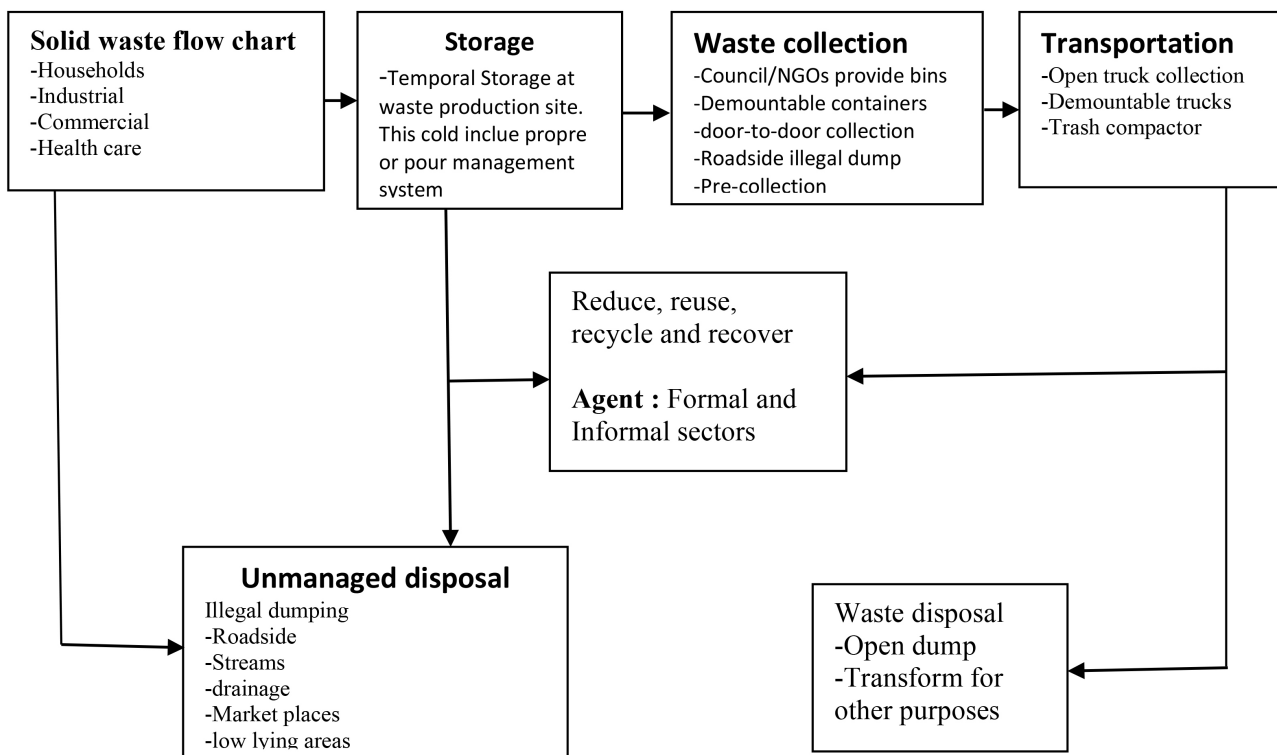 Solid waste flow chart
-Households
-Industrial
-Commercial
-Health care
Storage
-Temporal Storage at
waste production site.
This cold inclue propre
or pour management
system
Waste collection
-Council/NGOs provide bins
-Demountable containers
-door-to-door collection
-Roadside illegal dump
-Pre-collection
Transportation
-Open truck collection
-Demountable trucks
-Trash compactor
Reduce, reuse,
recycle and recover
Agent : Formal and
Informal sectors
Unmanaged disposal
Illegal dumping
-Roadside
-Streams
-drainage
-Market places
-low lying areas
Waste disposal
-Open dump
-Transform for
other purposes